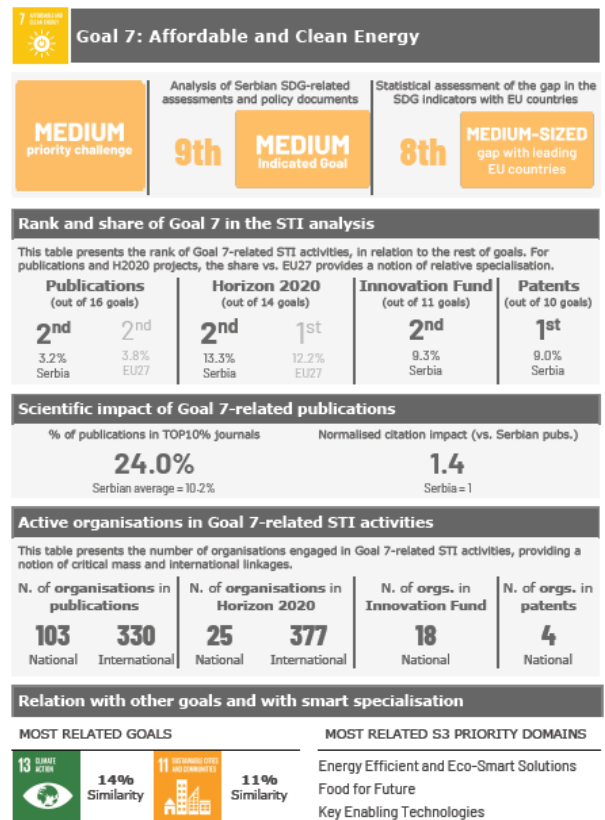 7 AFFORDABLE AND
CLEAN ENERGY
Goal 7: Affordable and Clean Energy
MEDIUM
priority challenge
Analysis of Serbian SDG-related
assessments and policy documents
9th
MEDIUM
Indicated Goal
Statistical assessment of the gap in the
SDG indicators with EU countries
8th
MEDIUM-SIZED
gap with leading
EU countries
Rank and share of Goal 7 in the STI analysis
This table presents the rank of Goal 7-related STI activities, in relation to the rest of goals. For
publications and H2020 projects, the share vs. EU27 provides a notion of relative specialisation.
Publications
(out of 16 goals)
2nd 2nd
3.2% 3.8%
Serbia EU27
Horizon 2020
(out of 14 goals)
2nd 1st
13.3% 12.2%
Serbia EU27
Innovation Fund
(out of 11 goals)
2nd
9.3%
Serbia
Patents
(out of 10 goals)
1st
9.0%
Serbia
Scientific impact of Goal 7-related publications
% of publications in TOP10% journals
24.0%
Serbian average = 10.2%
Normalised citation impact (vs. Serbian pubs.)
1.4
Serbia = 1
Active organisations in Goal 7-related STI activities
This table presents the number of organisations engaged in Goal 7-related STI activities, providing a
notion of critical mass and international linkages.
N. of organisations in
publications
103 330
National International
N. of organisations in
Horizon 2020
25 377
National International
N. of orgs. in
Innovation Fund
18
National
N. of orgs. in
patents
4
National
Relation with other goals and with smart specialisation
MOST RELATED GOALS
13 CLIMATE
ACTION
14%
Similarity
11 SUSTAINABLE CITIES
AND COMMUNITIES
11%
Similarity
MOST RELATED S3 PRIORITY DOMAINS
Energy Efficient and Eco-Smart Solutions
Food for Future
Key Enabling Technologies